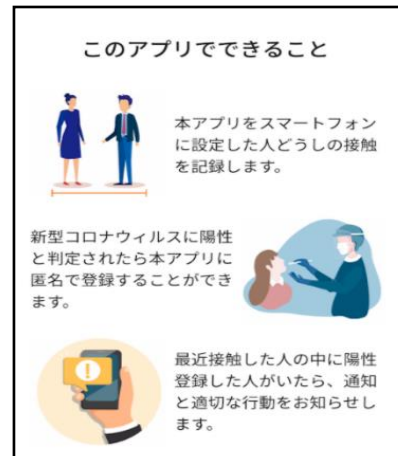 このアプリでできること
本アプリをスマートフォン
に設定した人どうしの接触
を記録します。
新型コロナウィルスに陽性
と判定されたら本アプリに
匿名で登録することができ
ます。
最近接触した人の中に陽性
登録した人がいたら、通知
と適切な行動をお知らせし
ます。